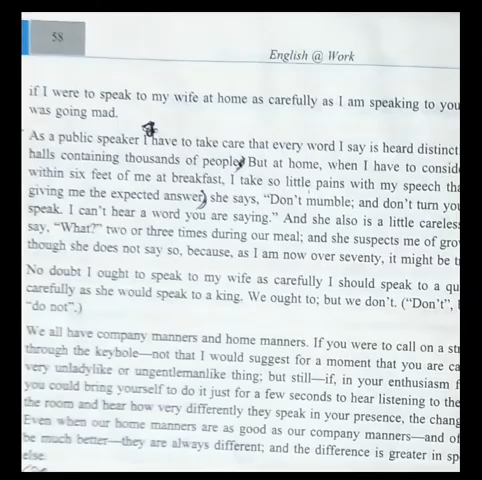 58
English @ Work
if I were to speak to my wife at home as carefully as I am speaking to you
was going mad.
As a public speaker I have to take care that every word I say is heard distinct
halls containing thousands of people. But at home, when I have to consid
within six feet of me at breakfast, I take so little pains with my speech tha
giving me the expected answer, she says, "Don't mumble; and don't turn you
speak. I can't hear a word you are saying." And she also is a little careles
say, "What?" two or three times during our meal; and she suspects me of gro
though she does not say so, because, as I am now over seventy, it might be t
No doubt I ought to speak to my wife as carefully I should speak to a qu
carefully as she would speak to a king. We ought to; but we don't. ("Don't",
"do not".)
We all have company manners and home manners. If you were to call on a st
through the keyhole—not that I would suggest for a moment that you are ca
very unladylike or ungentlemanlike thing; but still—if, in your enthusiasm f
you could bring yourself to do it just for a few seconds to hear listening to the
the room and hear how very differently they speak in your presence, the chang
Even when our home manners are as good as our company manners—and of
be much better—they are always different; and the difference is greater in sp
else.